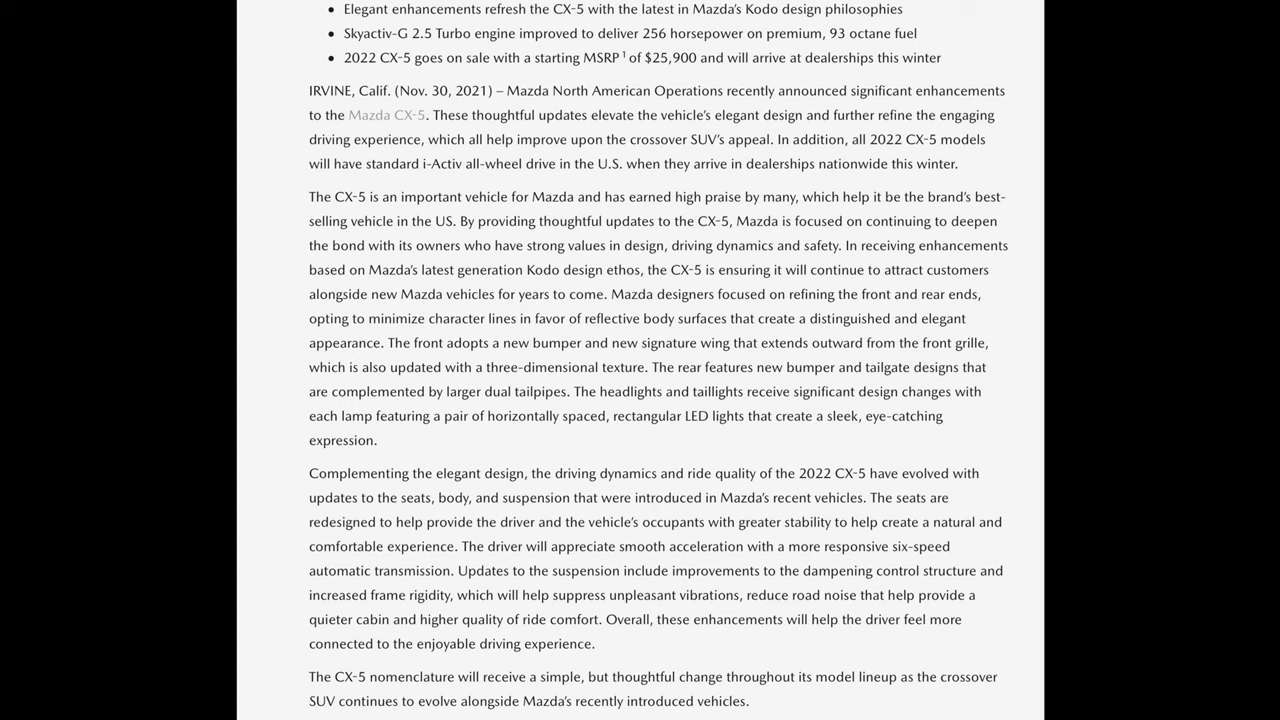 • Elegant enhancements refresh the CX-5 with the latest in Mazda's Kodo design philosophies
• Skyactiv-G 2.5 Turbo engine improved to deliver 256 horsepower on premium, 93 octane fuel
• 2022 CX-5 goes on sale with a starting MSRP ¹ of $25,900 and will arrive at dealerships this winter
IRVINE, Calif. (Nov. 30, 2021) – Mazda North American Operations recently announced significant enhancements
to the Mazda CX-5. These thoughtful updates elevate the vehicle's elegant design and further refine the engaging
driving experience, which all help improve upon the crossover SUV's appeal. In addition, all 2022 CX-5 models
will have standard i-Activ all-wheel drive in the U.S. when they arrive in dealerships nationwide this winter.
The CX-5 is an important vehicle for Mazda and has earned high praise by many, which help it be the brand's best-
selling vehicle in the US. By providing thoughtful updates to the CX-5, Mazda is focused on continuing to deepen
the bond with its owners who have strong values in design, driving dynamics and safety. In receiving enhancements
based on Mazda's latest generation Kodo design ethos, the CX-5 is ensuring it will continue to attract customers
alongside new Mazda vehicles for years to come. Mazda designers focused on refining the front and rear ends,
opting to minimize character lines in favor of reflective body surfaces that create a distinguished and elegant
appearance. The front adopts a new bumper and new signature wing that extends outward from the front grille,
which is also updated with a three-dimensional texture. The rear features new bumper and tailgate designs that
are complemented by larger dual tailpipes. The headlights and taillights receive significant design changes with
each lamp featuring a pair of horizontally spaced, rectangular LED lights that create a sleek, eye-catching
expression.
Complementing the elegant design, the driving dynamics and ride quality of the 2022 CX-5 have evolved with
updates to the seats, body, and suspension that were introduced in Mazda's recent vehicles. The seats are
redesigned to help provide the driver and the vehicle's occupants with greater stability to help create a natural and
comfortable experience. The driver will appreciate smooth acceleration with a more responsive six-speed
automatic transmission. Updates to the suspension include improvements to the dampening control structure and
increased frame rigidity, which will help suppress unpleasant vibrations, reduce road noise that help provide a
quieter cabin and higher quality of ride comfort. Overall, these enhancements will help the driver feel more
connected to the enjoyable driving experience.
The CX-5 nomenclature will receive a simple, but thoughtful change throughout its model lineup as the crossover
SUV continues to evolve alongside Mazda's recently introduced vehicles.